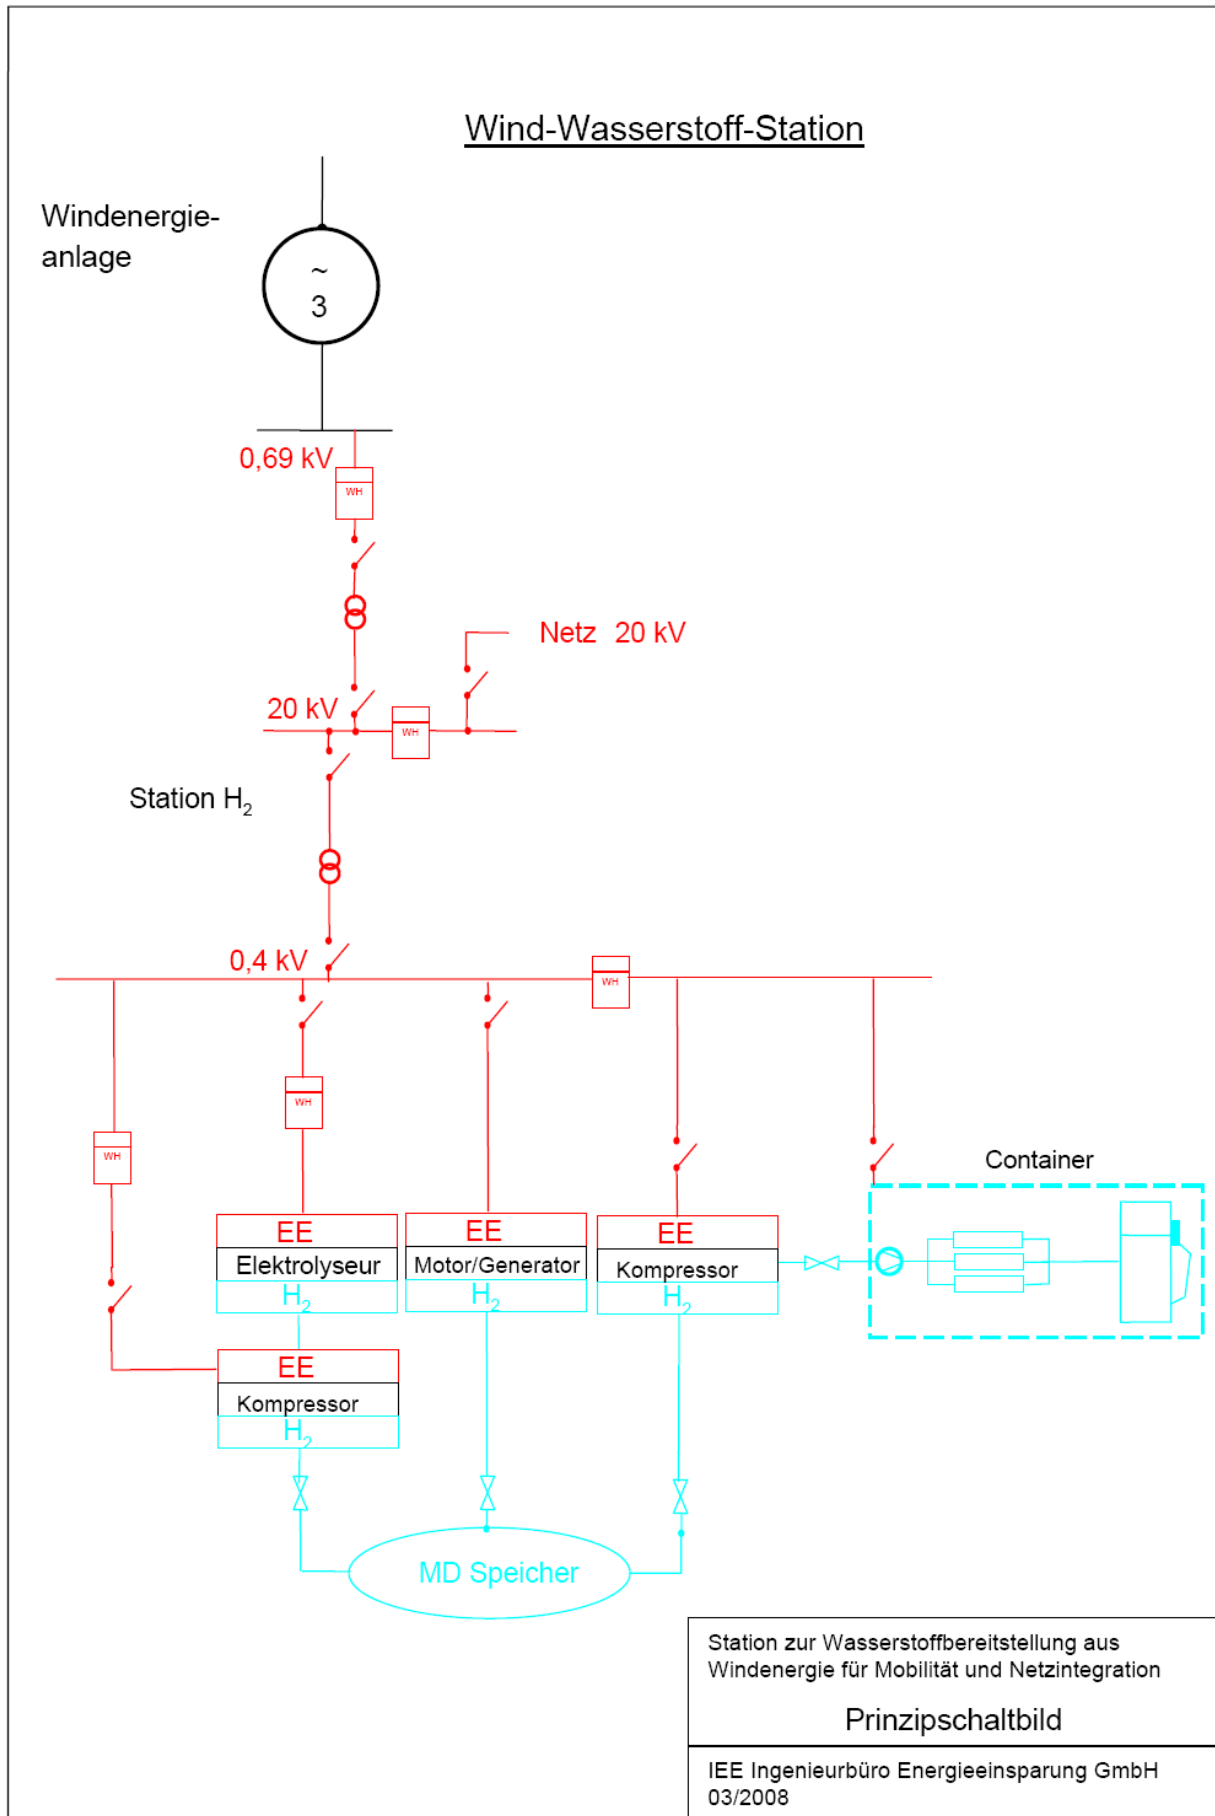 Wind-Wasserstoff-Station
Windenergie-
anlage
~
3
0,69 kV
WH
Netz 20 kV
20 kV
WH
Station H₂
0,4 kV
WH
WH
WH
Container
EE
Elektrolyseur
H₂
EE
Motor/Generator
H₂
EE
Kompressor
H₂
EE
Kompressor
H₂
MD Speicher
Station zur Wasserstoffbereitstellung aus
Windenergie für Mobilität und Netzintegration
Prinzipschaltbild
IEE Ingenieurbüro Energieeinsparung GmbH
03/2008